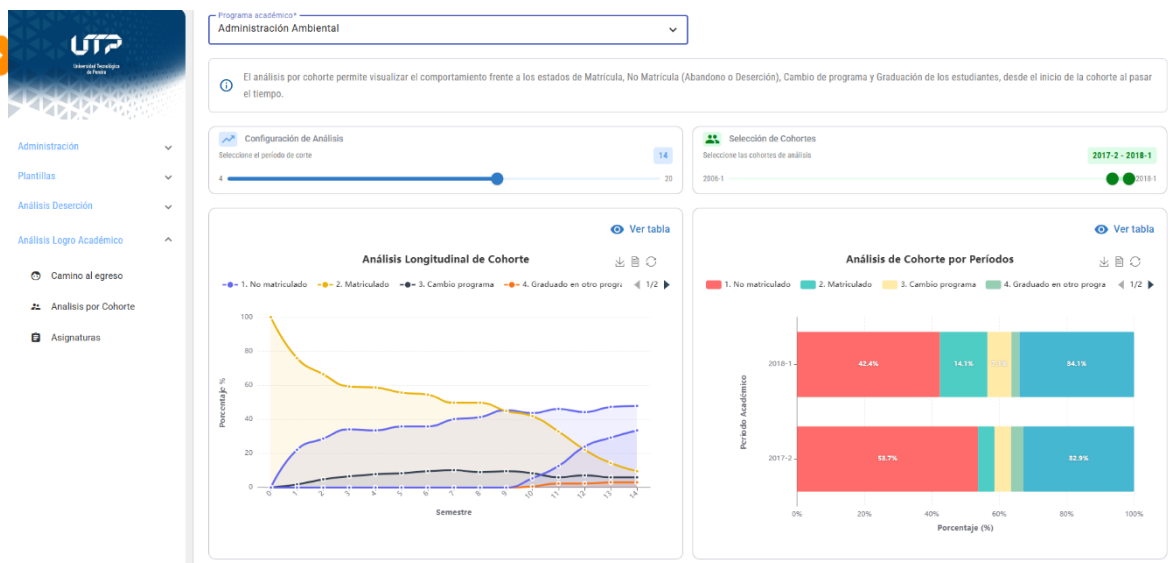 Programa académico*
Administración Ambiental
UTP
Universidad Tecnológica
de Pereira
El análisis por cohorte permite visualizar el comportamiento frente a los estados de Matrícula, No Matrícula (Abandono o Deserción), Cambio de programa y Graduación de los estudiantes, desde el inicio de la cohorte al pasar
el tiempo.
Administración
Plantillas
Análisis Deserción
Análisis Logro Académico
Camino al egreso
Analisis por Cohorte
Asignaturas
Configuración de Análisis
Seleccione el periodo de corte
14
4
20
Selección de Cohortes
Seleccione las cohortes de análisis
2017-2 - 2018-1
2006-1
2018-1
Ver tabla
Análisis Longitudinal de Cohorte
1. No matriculado 2. Matriculado 3. Cambio programa 4. Graduado en otro progra 1/2
100
80
60
40
20
0
Porcentaje %
0 1 2 3 4 5 6 7 8 9 10 11 12 13 14
Semestre
Ver tabla
Análisis de Cohorte por Períodos
1. No matriculado 2. Matriculado 3. Cambio programa 4. Graduado en otro progra 1/2
Periodo Académico
2018-1
42.4% 14.1% 34.1%
2017-2
53.7% 32.9%
0% 20% 40% 60% 80% 100%
Porcentaje (%)